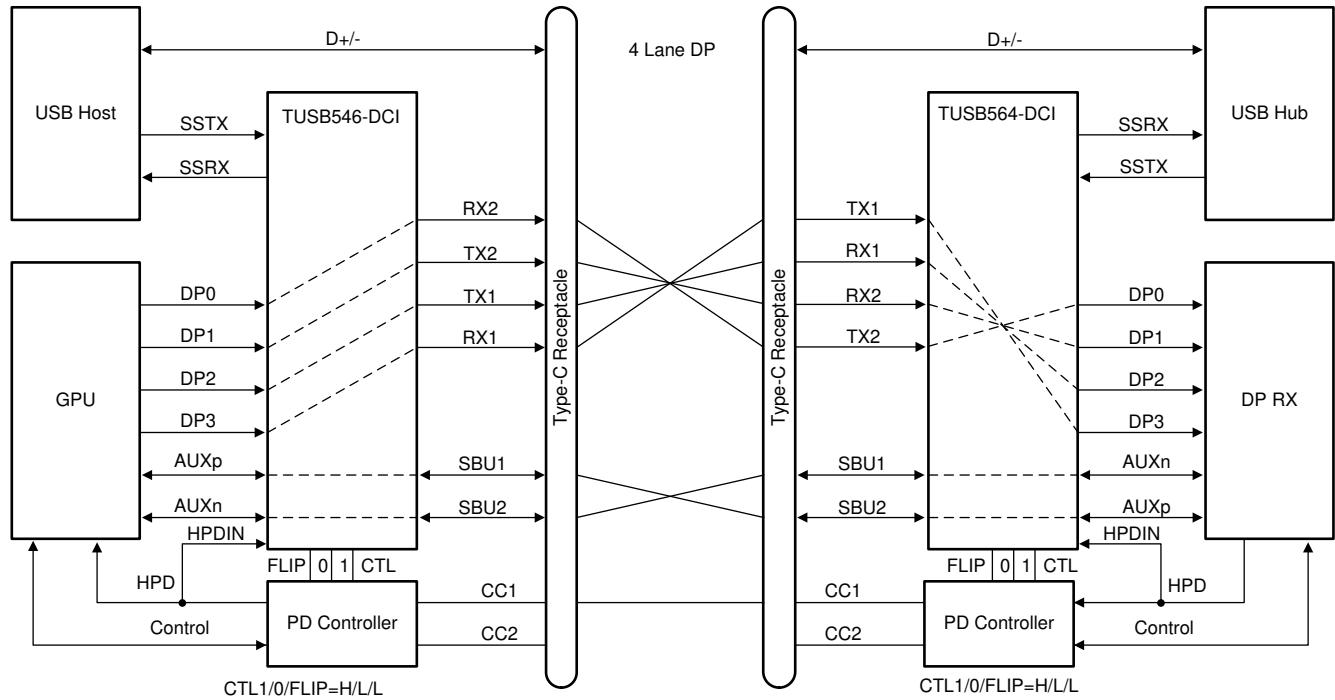 D+/-
4 Lane DP
D+/-
USB Host
TUSB546-DCI
TUSB564-DCI
USB Hub
SSTX
SSRX
SSRX
SSTX
RX2
TX2
TX1
RX1
TX1
RX1
RX2
TX2
Type-C Receptacle
Type-C Receptacle
GPU
DP0
DP1
DP2
DP3
AUXp
AUXn
SBU1
SBU2
SBU1
SBU2
DP0
DP1
DP2
DP3
AUXn
AUXp
DP RX
HPDIN
HPDIN
FLIP 0 1 CTL
FLIP 0 1 CTL
HPD
HPD
Control
Control
PD Controller
PD Controller
CC1
CC2
CC1
CC2
CTL1/0/FLIP=H/L/L
CTL1/0/FLIP=H/L/L